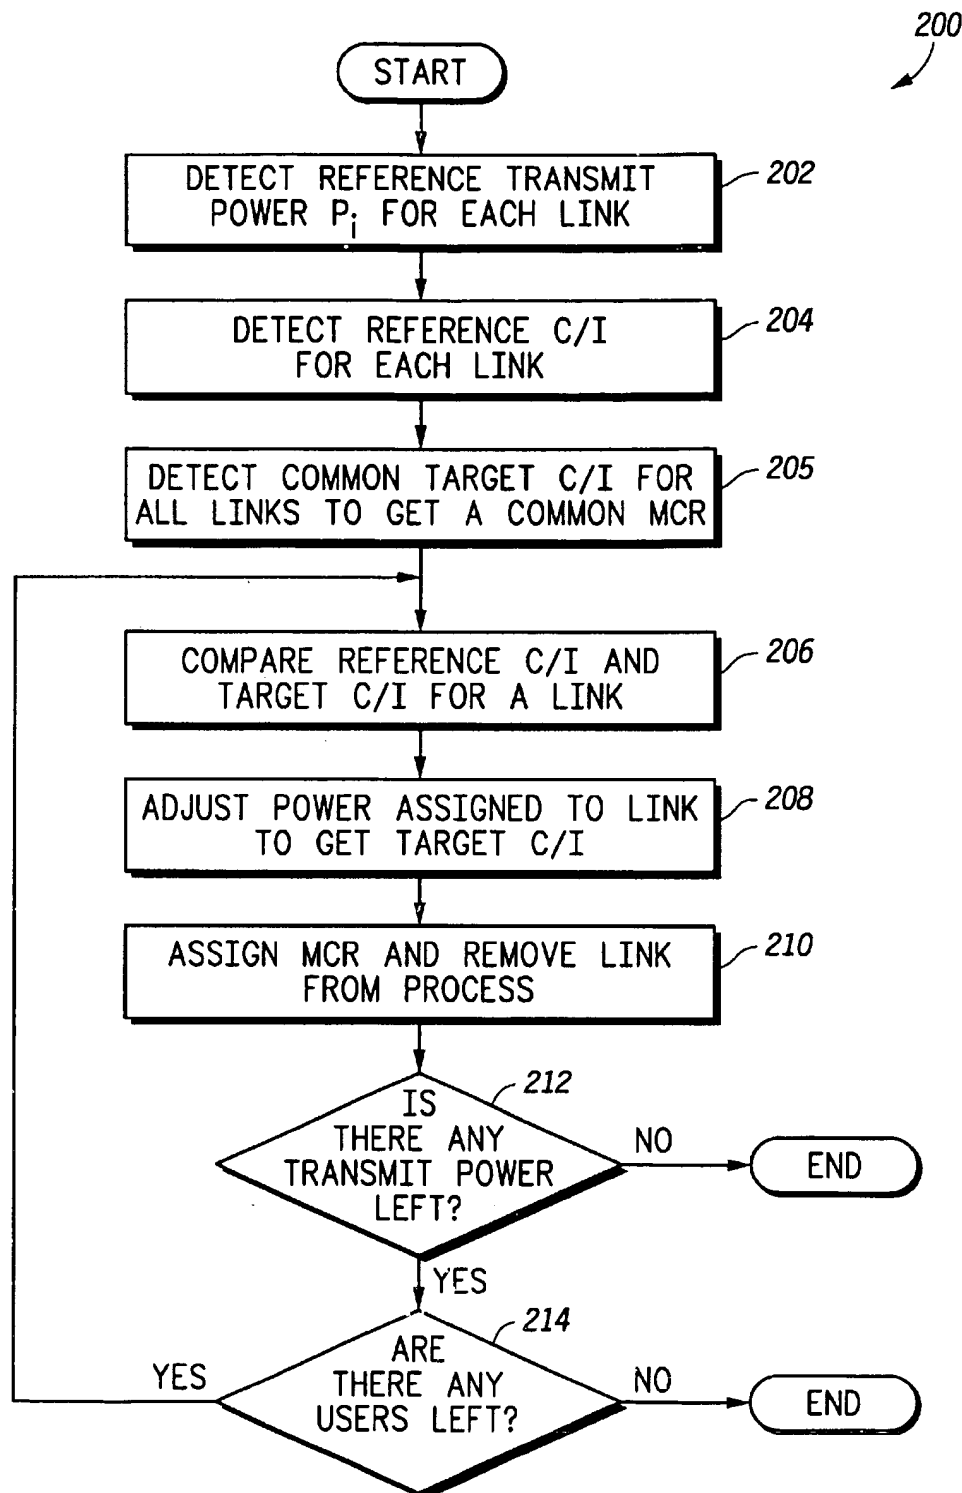 200
START
DETECT REFERENCE TRANSMIT
POWER Pi FOR EACH LINK
202
DETECT REFERENCE C/I
FOR EACH LINK
204
DETECT COMMON TARGET C/I FOR
ALL LINKS TO GET A COMMON MCR
205
COMPARE REFERENCE C/I AND
TARGET C/I FOR A LINK
206
ADJUST POWER ASSIGNED TO LINK
TO GET TARGET C/I
208
ASSIGN MCR AND REMOVE LINK
FROM PROCESS
210
IS
THERE ANY
TRANSMIT POWER
LEFT?
212
NO
END
YES
ARE
THERE ANY
USERS LEFT?
214
YES
NO
END